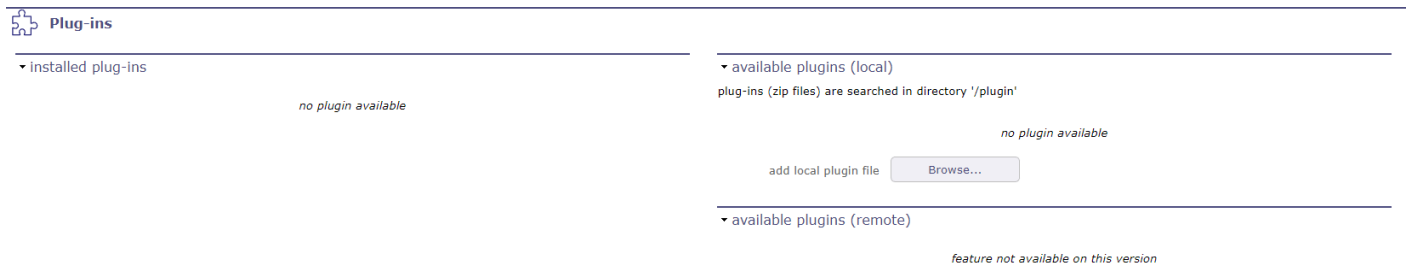 Plug-ins
installed plug-ins
no plugin available
available plugins (local)
plug-ins (zip files) are searched in directory '/plugin'
no plugin available
add local plugin file Browse...
available plugins (remote)
feature not available on this version